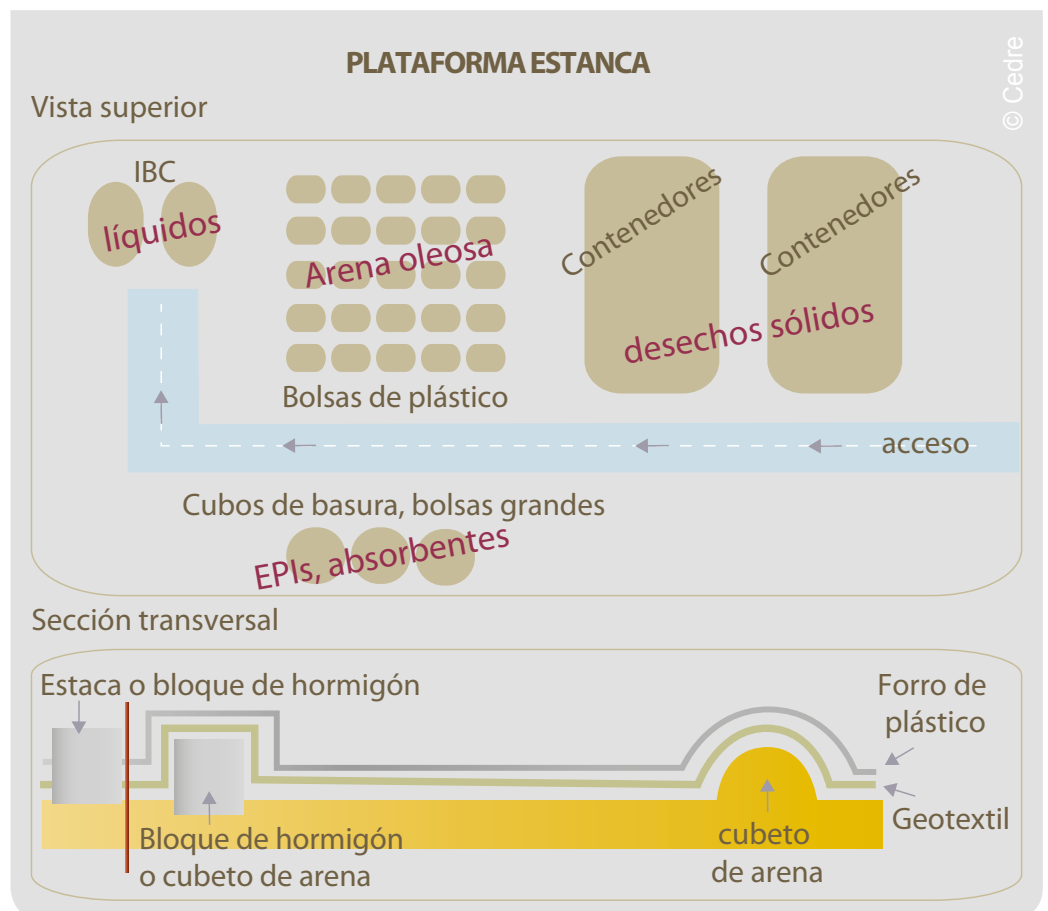 PLATAFORMA ESTANCA
© Cedre
Vista superior
IBC
líquidos
Arena oleosa
Bolsas de plástico
Contenedores
Contenedores
desechos sólidos
acceso
Cubos de basura, bolsas grandes
EPIs, absorbentes
Sección transversal
Estaca o bloque de hormigón
Forro de
plástico
Geotextil
Bloque de hormigón
o cubeto de arena
cubeto
de arena